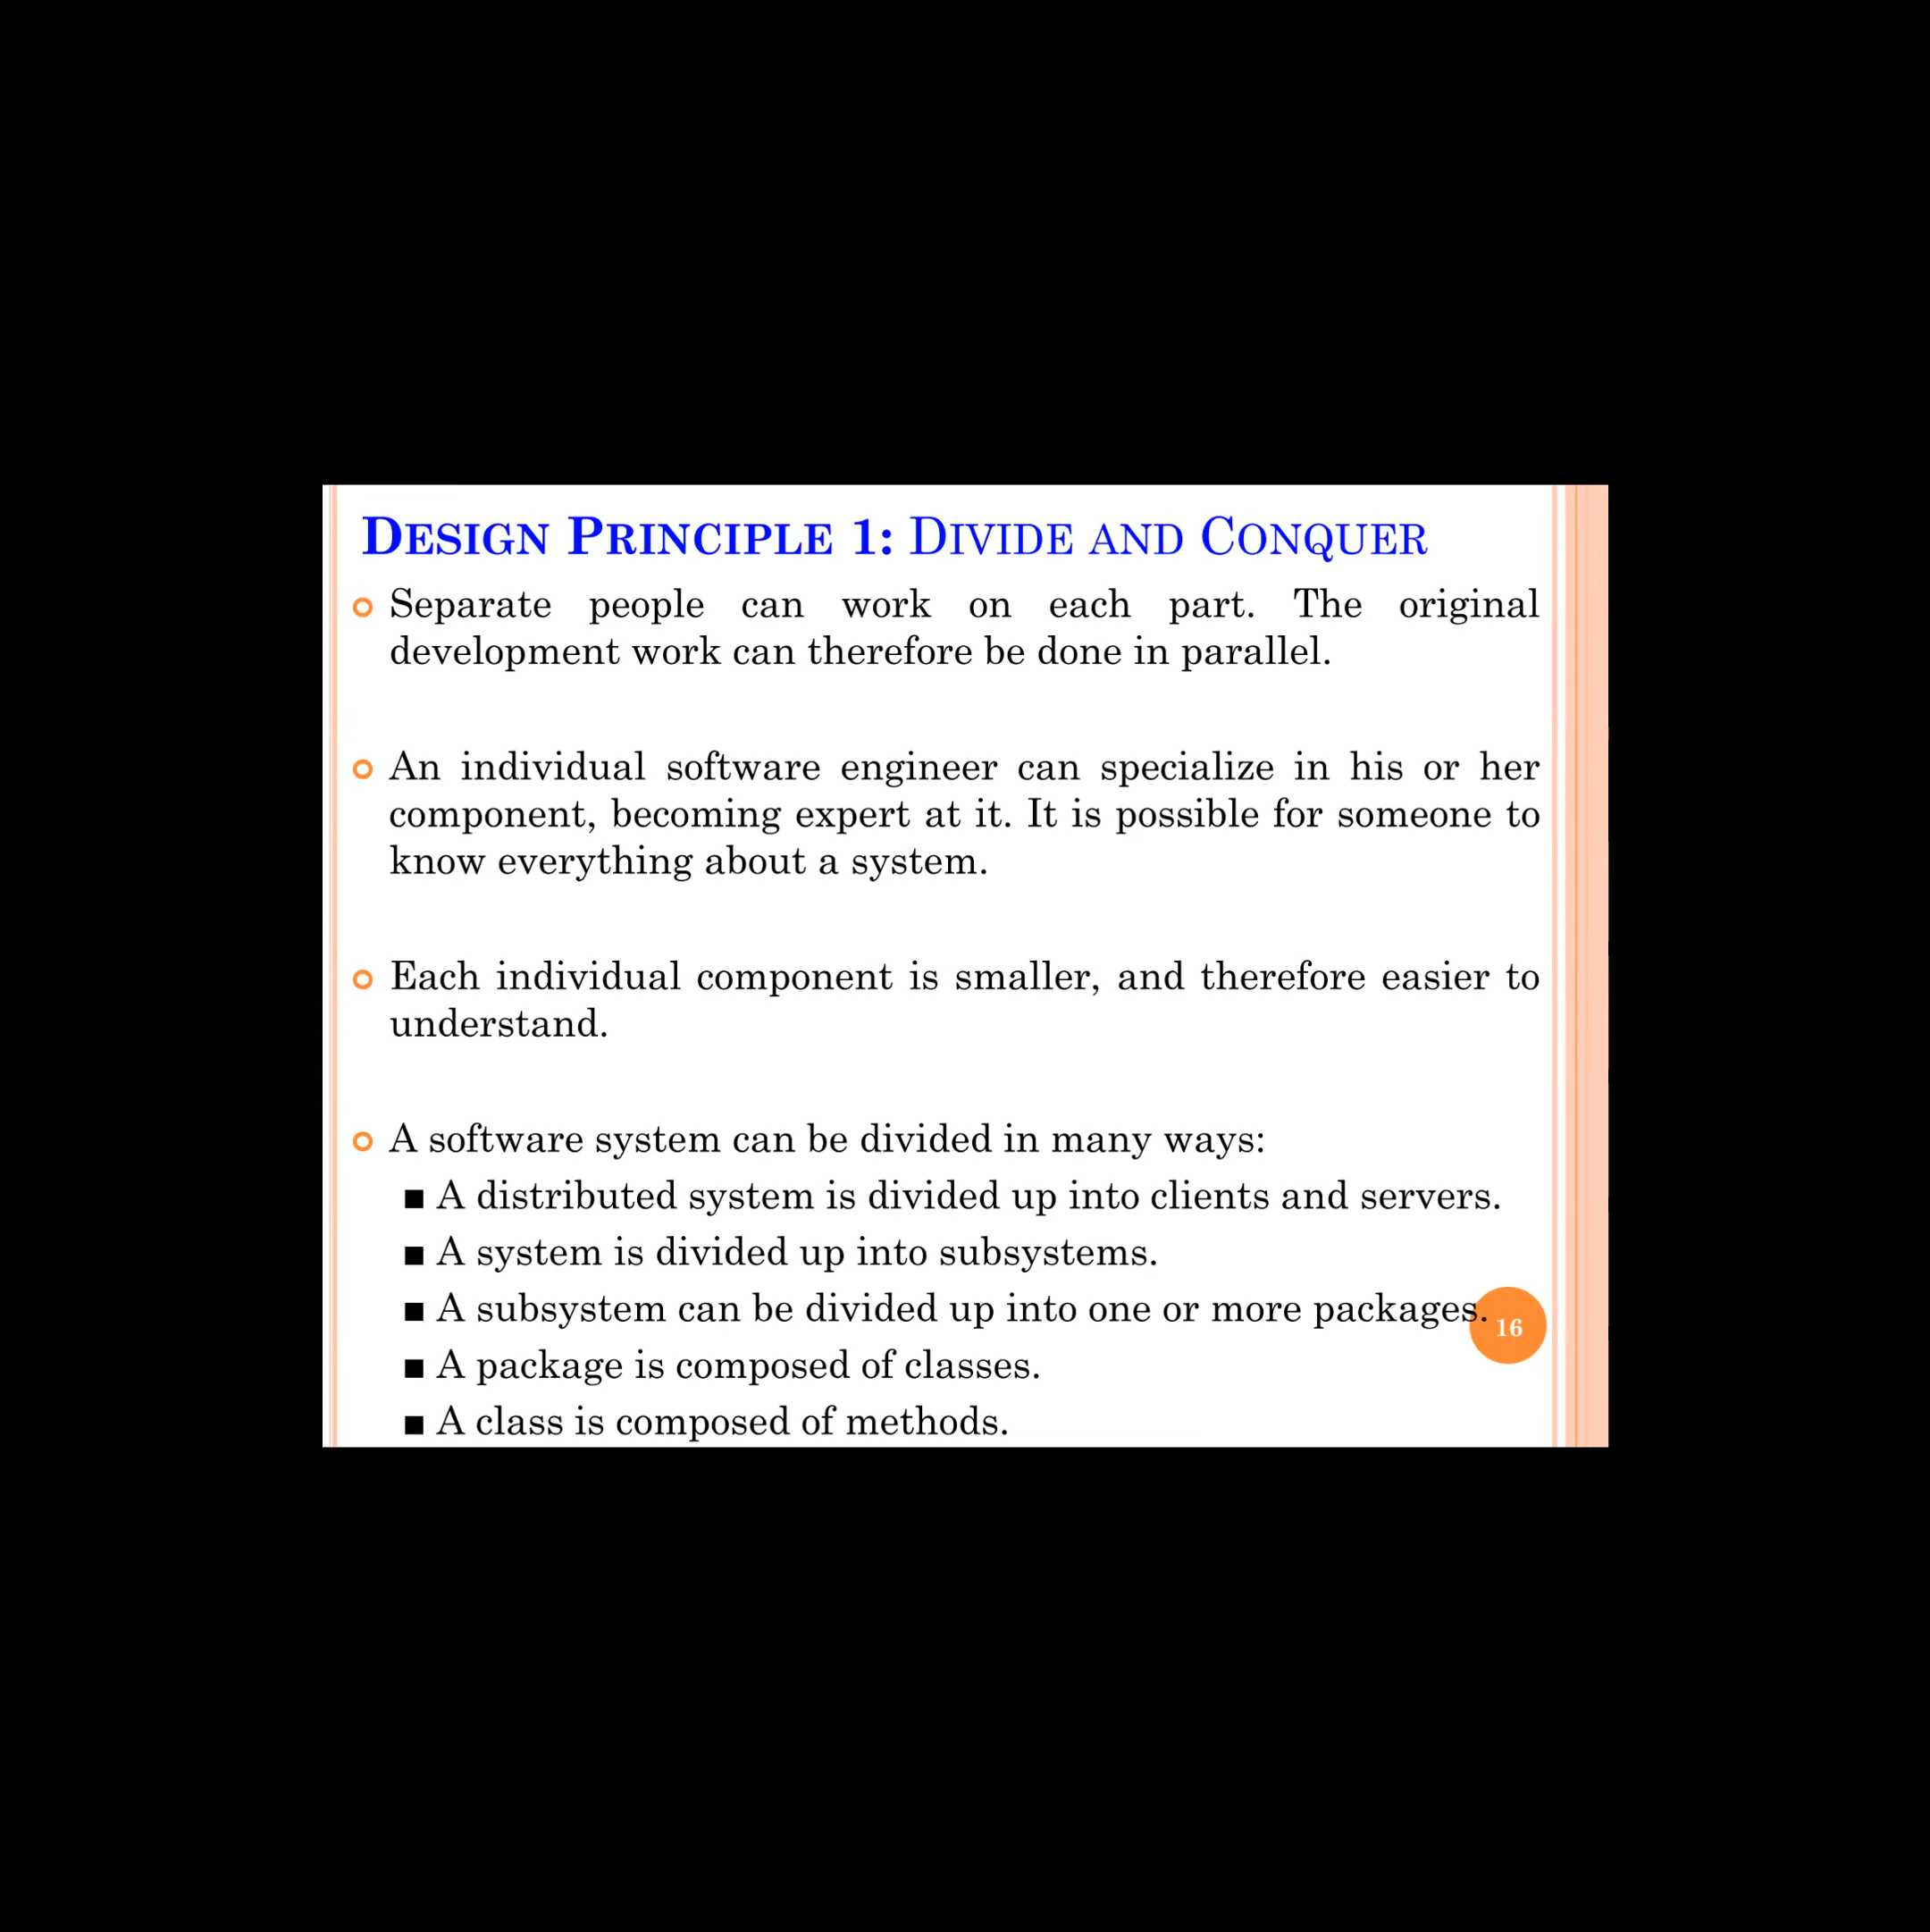 DESIGN PRINCIPLE 1: DIVIDE AND CONQUER
Separate people can work on each part. The original
development work can therefore be done in parallel.
An individual software engineer can specialize in his or her
component, becoming expert at it. It is possible for someone to
know everything about a system.
Each individual component is smaller, and therefore easier to
understand.
A software system can be divided in many ways:
A distributed system is divided up into clients and servers.
A system is divided up into subsystems.
A subsystem can be divided up into one or more packages.
16
A package is composed of classes.
A class is composed of methods.